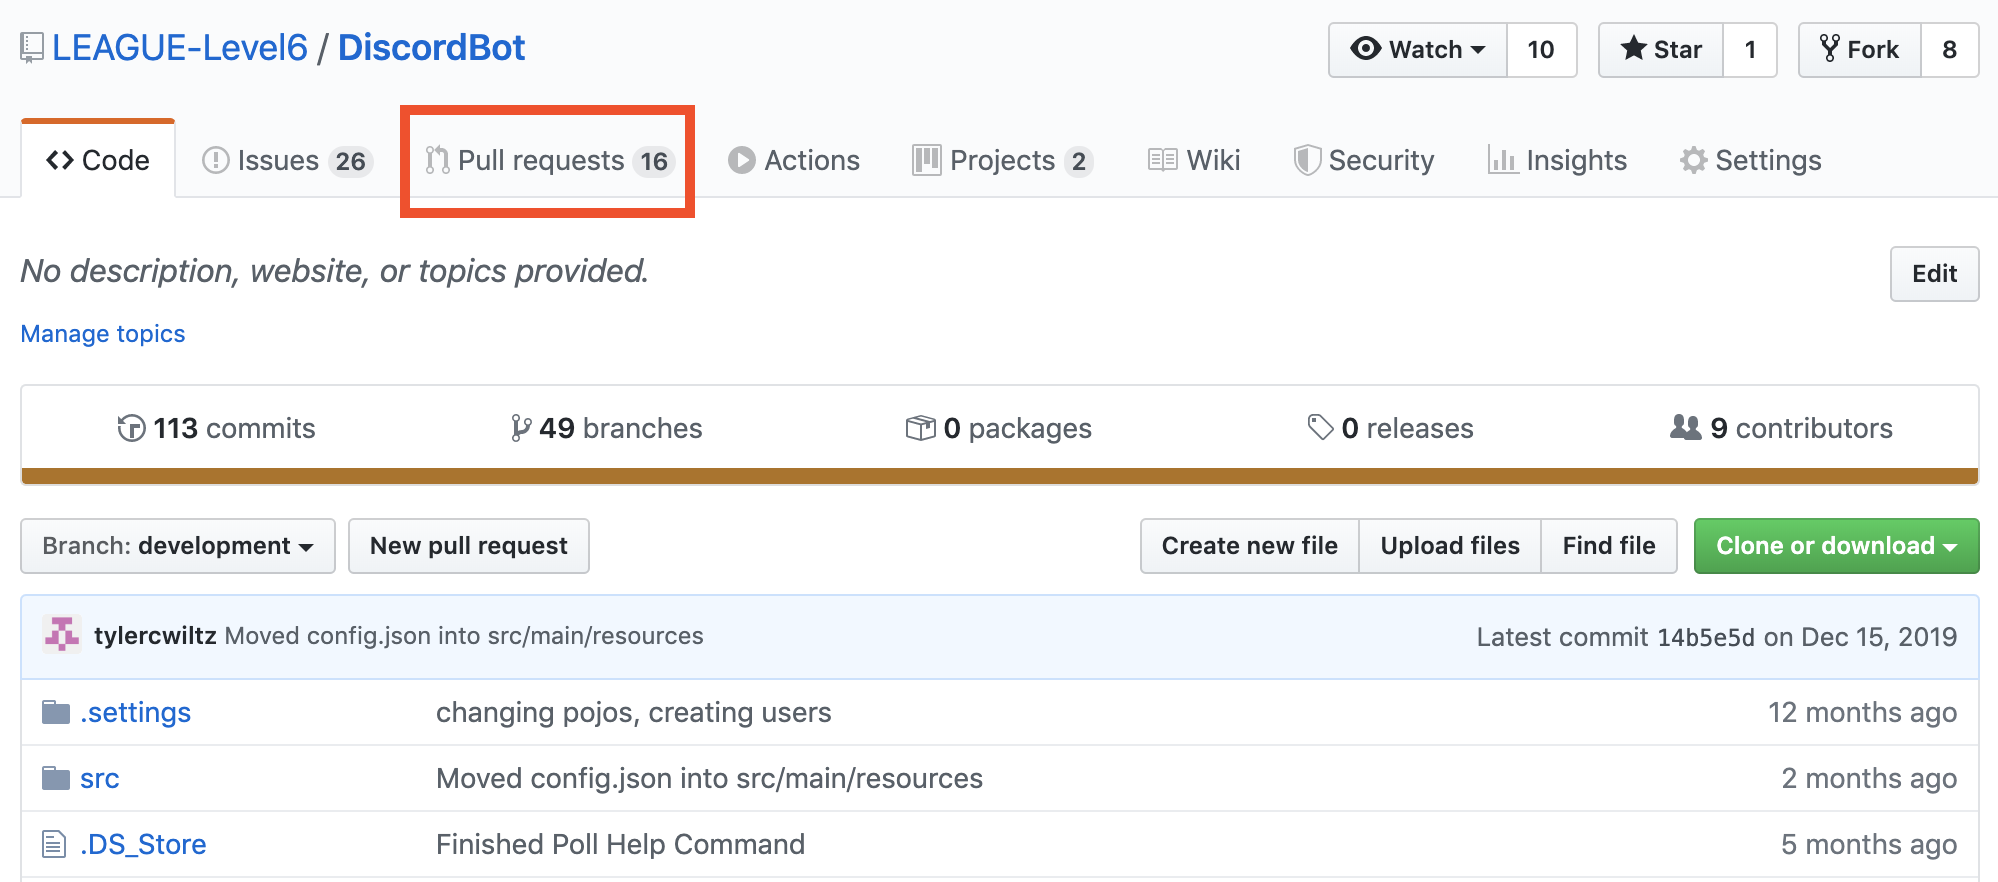 LEAGUE-Level6 / DiscordBot
Watch 10 Star 1 Fork 8
Code Issues 26 Pull requests 16 Actions Projects 2 Wiki Security Insights Settings
No description, website, or topics provided.
Edit
Manage topics
113 commits 49 branches 0 packages 0 releases 9 contributors
Branch: development New pull request Create new file Upload files Find file Clone or download
tylercwiltz Moved config.json into src/main/resources Latest commit 14b5e5d on Dec 15, 2019
.settings changing pojos, creating users 12 months ago
src Moved config.json into src/main/resources 2 months ago
.DS_Store Finished Poll Help Command 5 months ago